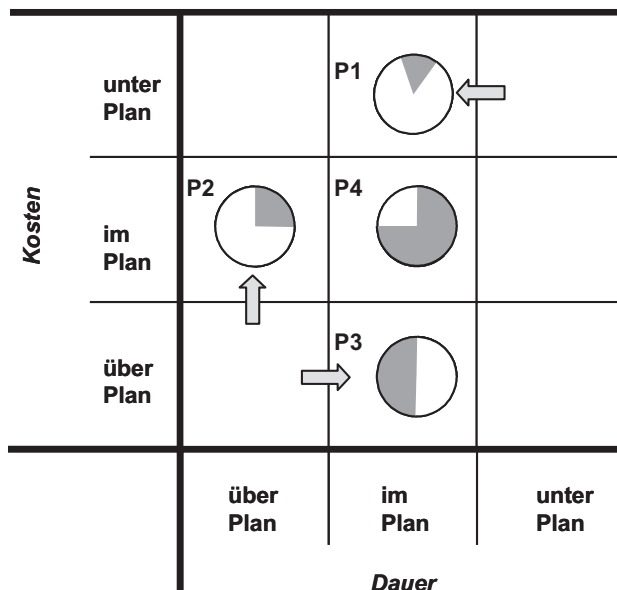 P1
unter
Plan
P2
P4
Kosten
im
Plan
P3
über
Plan
über
Plan
im
Plan
unter
Plan
Dauer